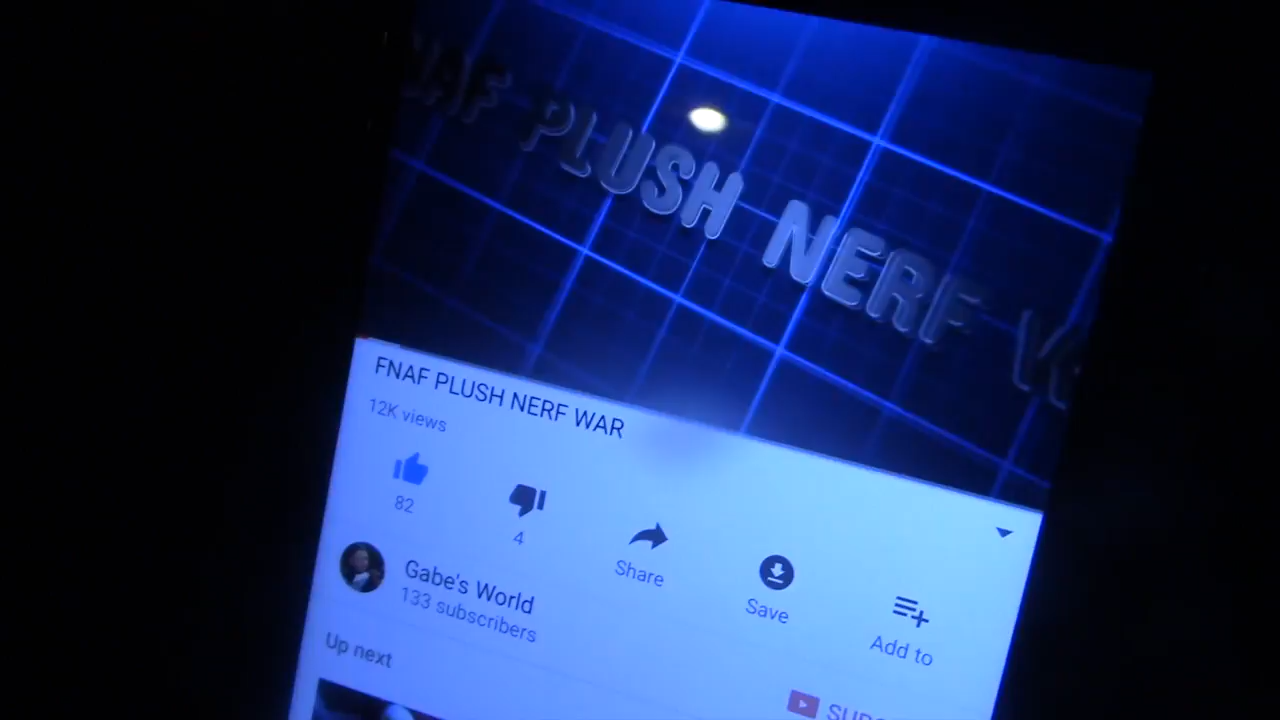 FNAF PLUSH NERF
FNAF PLUSH NERF WAR
12K views
82
4
Share
Save
Add to
Gabe's World
133 subscribers
Up next